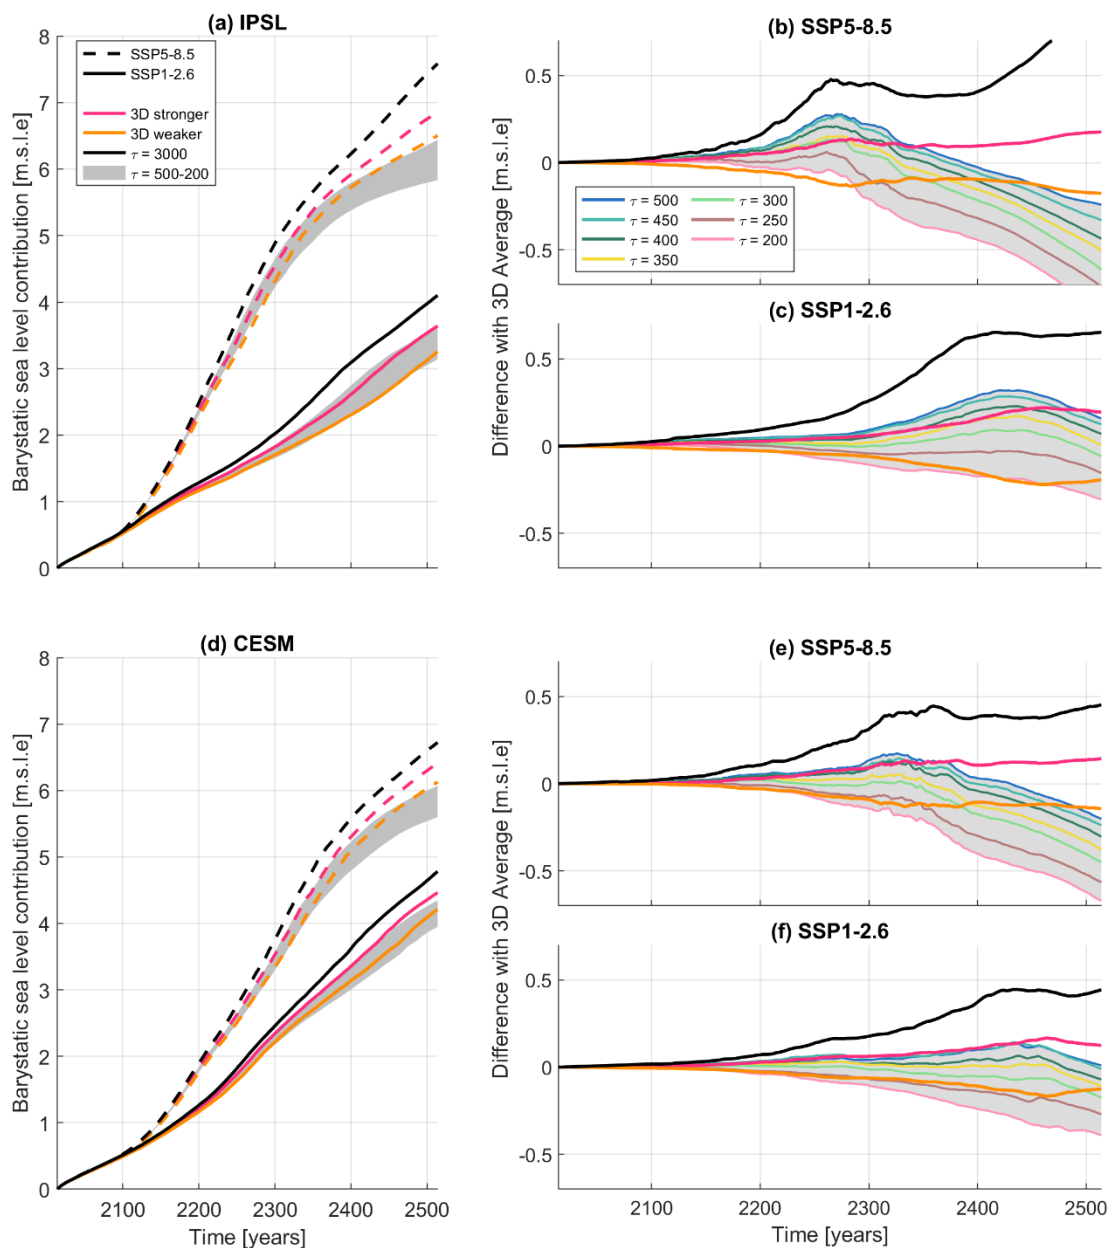 (a) IPSL
Barystatic sea level contribution [m.s.l.e]
8
7
6
5
4
3
2
1
0
SSP5-8.5
SSP1-2.6
3D stronger
3D weaker
τ = 3000
τ = 500-200
2100
2200
2300
2400
2500
(b) SSP5-8.5
Difference with 3D Average [m.s.l.e]
0.5
0
-0.5
τ = 500
τ = 450
τ = 400
τ = 350
τ = 300
τ = 250
τ = 200
(c) SSP1-2.6
0.5
0
-0.5
2100
2200
2300
2400
2500
(d) CESM
Barystatic sea level contribution [m.s.l.e]
8
7
6
5
4
3
2
1
0
2100
2200
2300
2400
2500
Time [years]
(e) SSP5-8.5
Difference with 3D Average [m.s.l.e]
0.5
0
-0.5
(f) SSP1-2.6
0.5
0
-0.5
2100
2200
2300
2400
2500
Time [years]